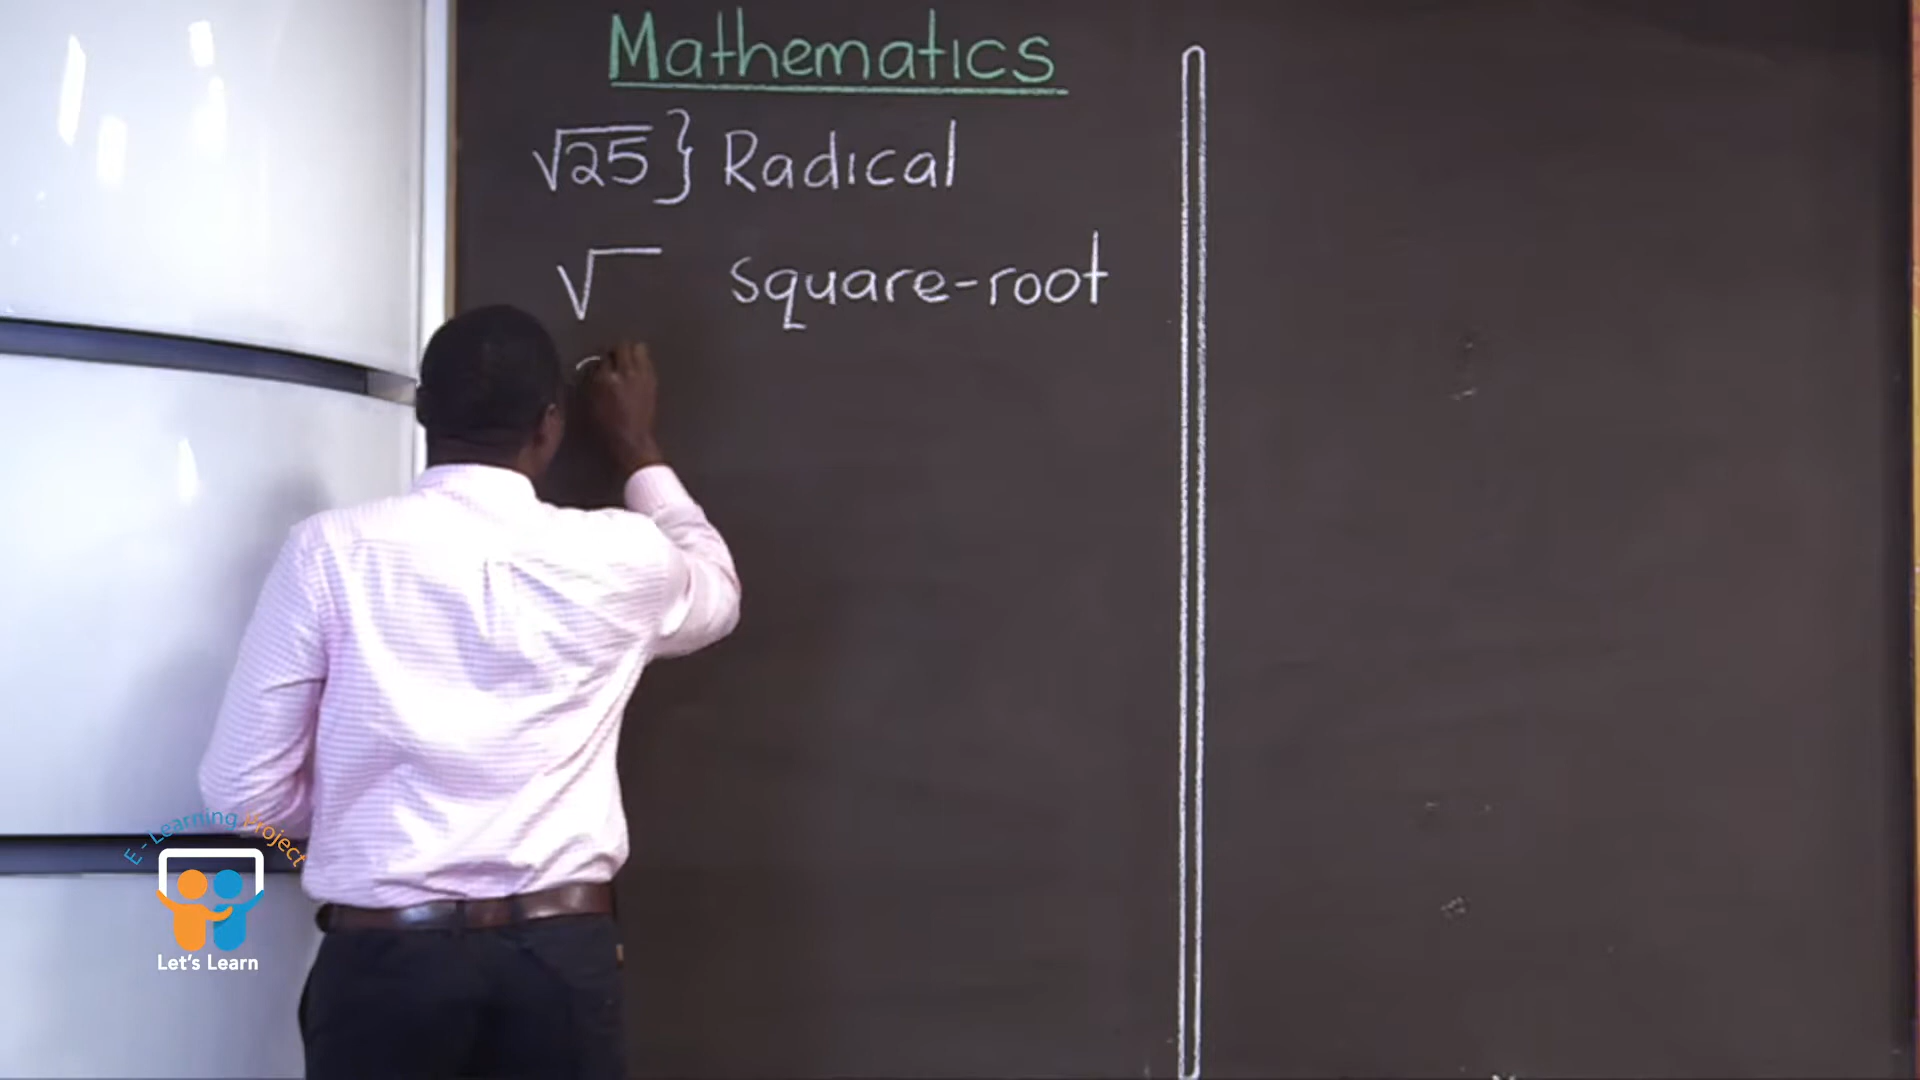 Mathematics
√25 } Radical
√ square-root
E - Learning Project
Let's Learn